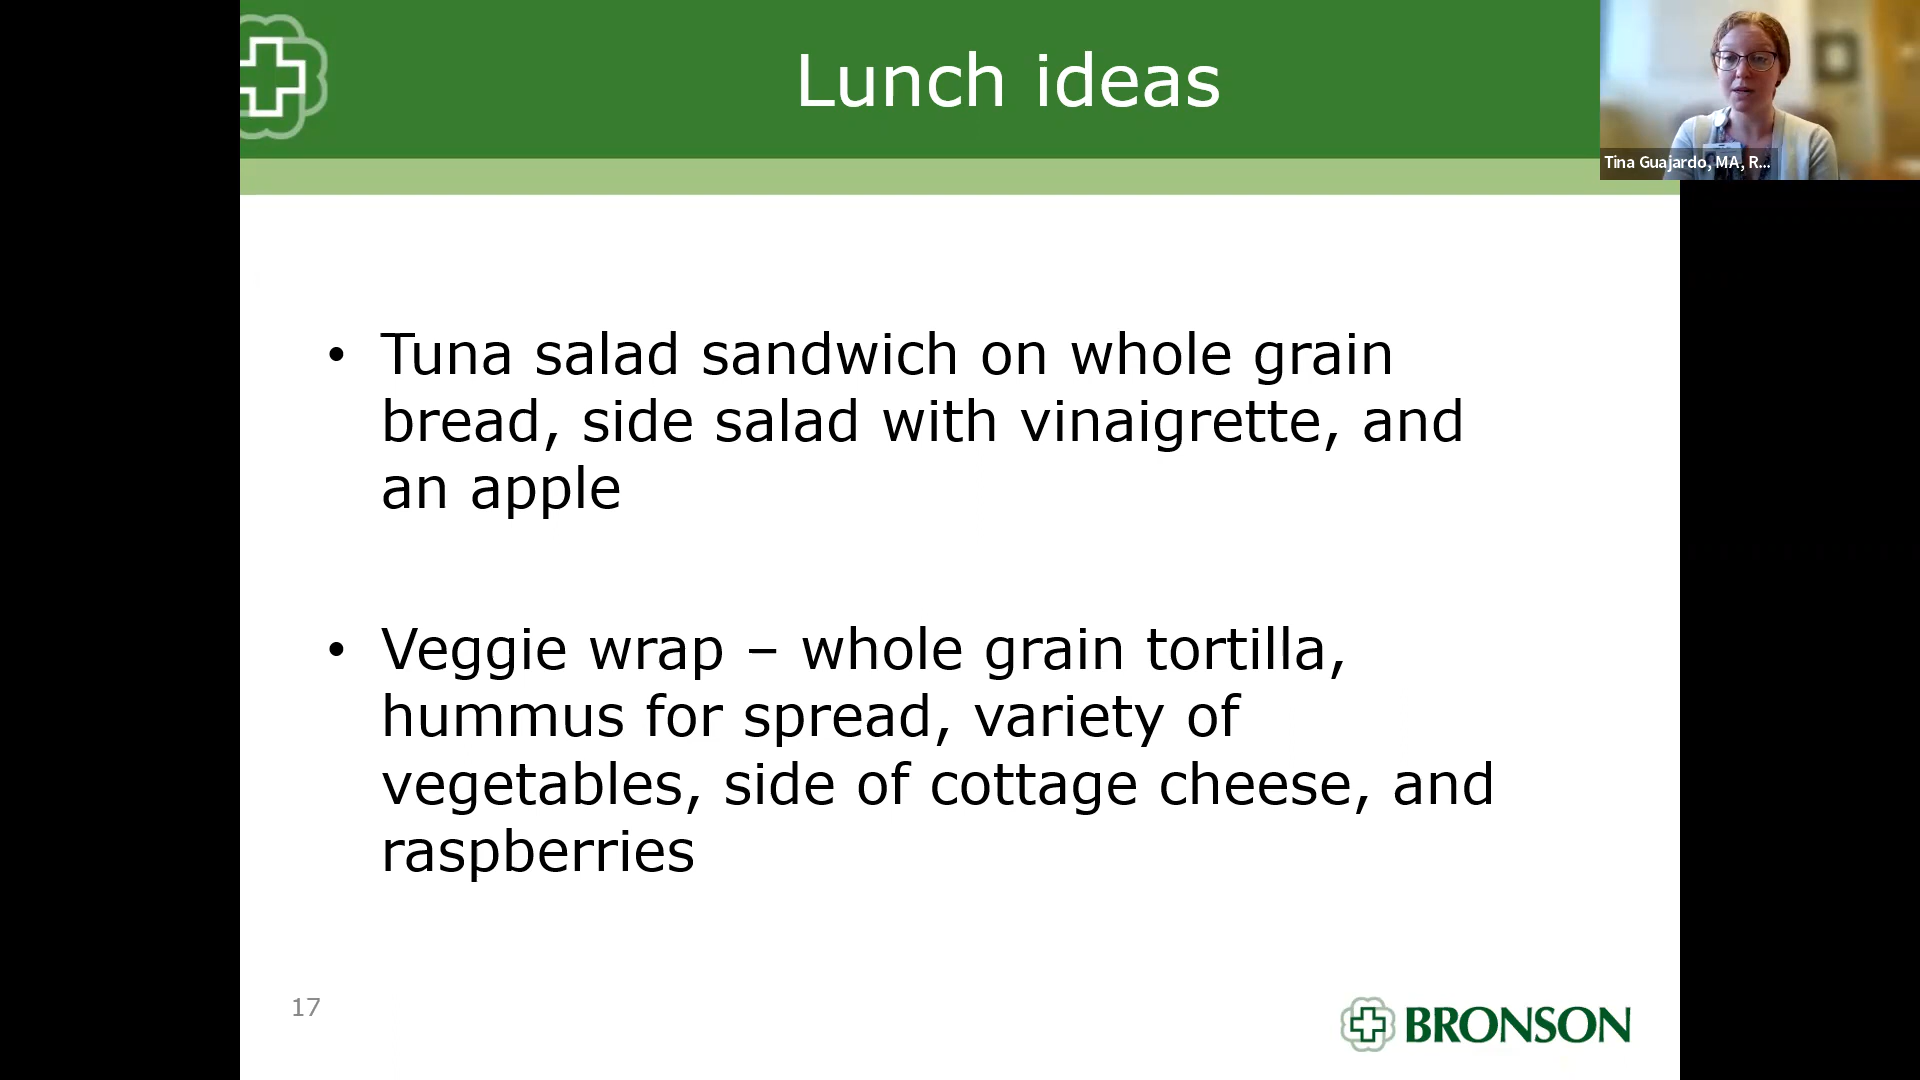 Lunch ideas
Tina Guajardo, MA, R...
• Tuna salad sandwich on whole grain
bread, side salad with vinaigrette, and
an apple
• Veggie wrap – whole grain tortilla,
hummus for spread, variety of
vegetables, side of cottage cheese, and
raspberries
17
BRONSON